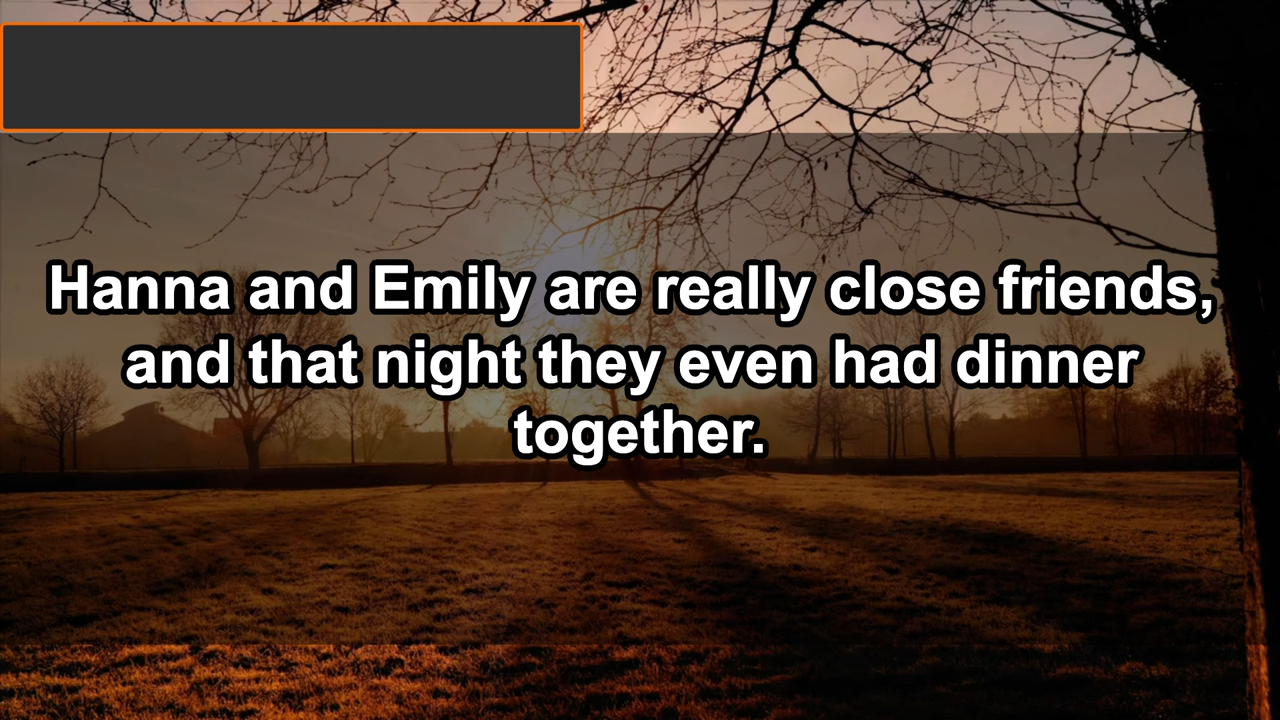 Hanna and Emily are really close friends,
and that night they even had dinner
together.